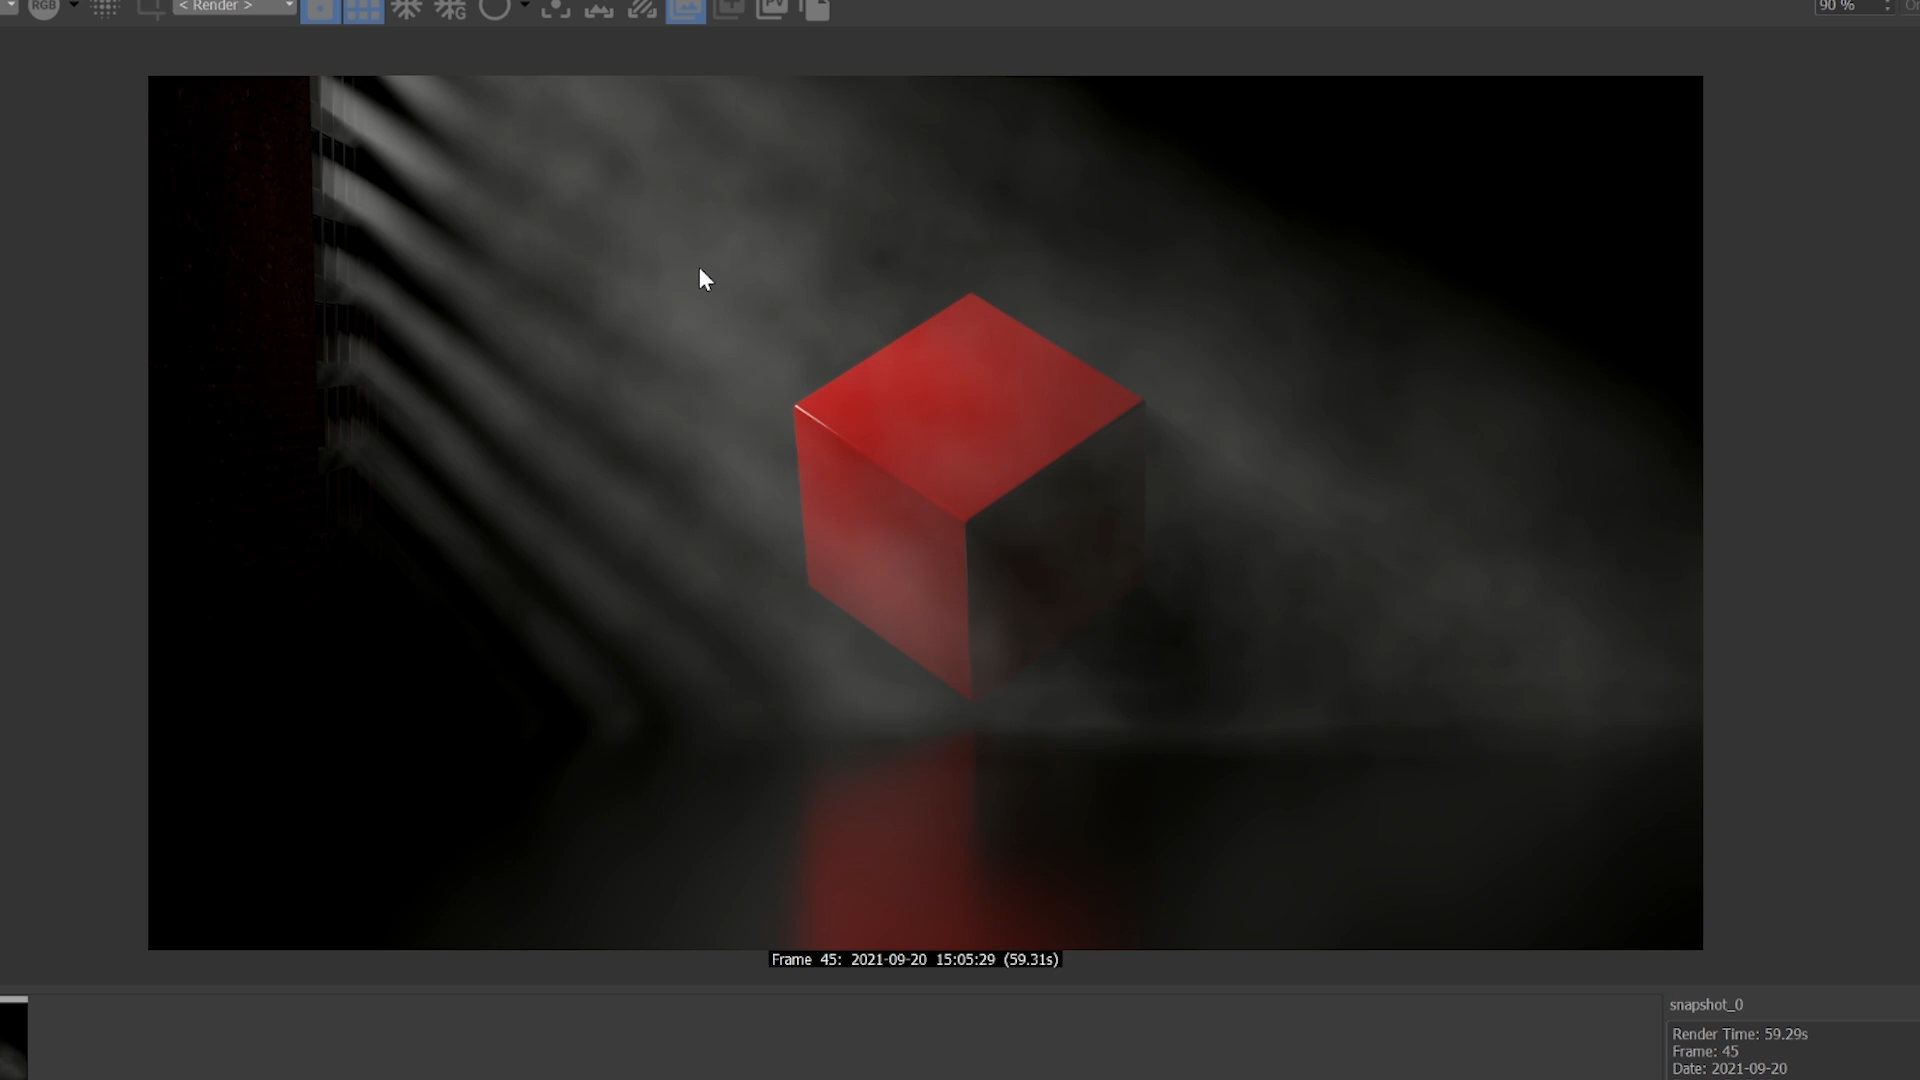 RGB
< Render >
G
PV
90 %
Frame 45: 2021-09-20 15:05:29 (59.31s)
snapshot_0
Render Time: 59.29s
Frame: 45
Date: 2021-09-20